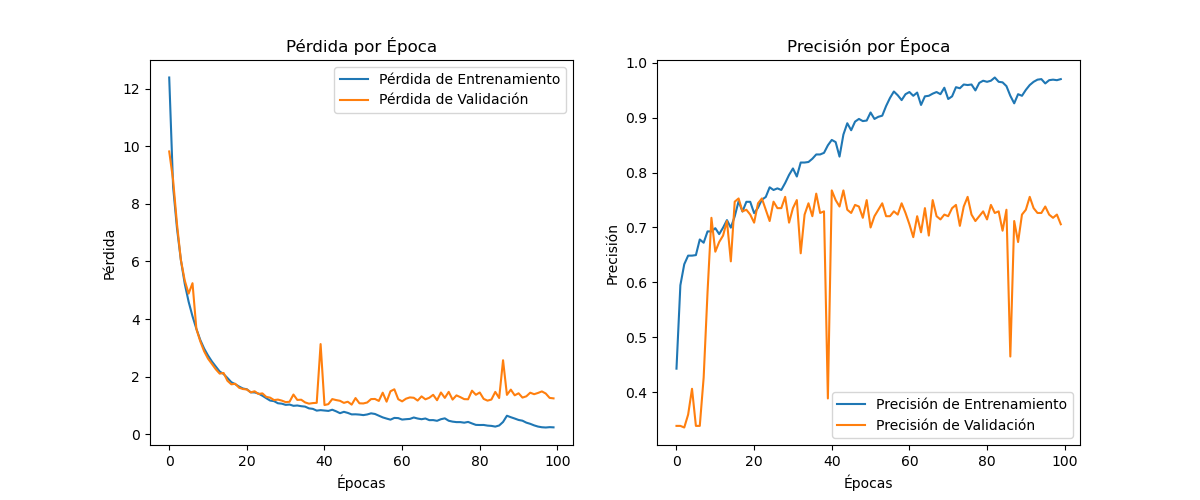 Pérdida por Época
Pérdida de Entrenamiento
Pérdida de Validación
12
10
8
6
4
2
0
Pérdida
0 20 40 60 80 100
Épocas
Precisión por Época
1.0
0.9
0.8
0.7
0.6
0.5
0.4
Precisión
Precisión de Entrenamiento
Precisión de Validación
0 20 40 60 80 100
Épocas